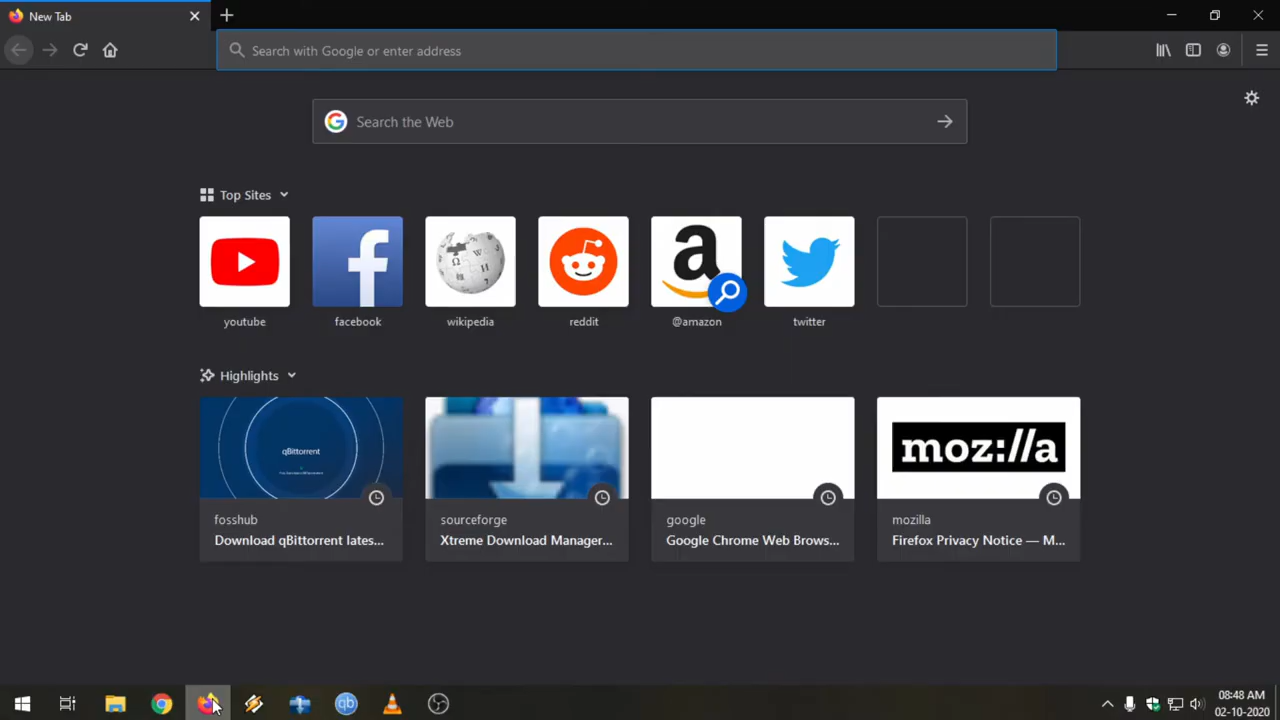 New Tab
Search with Google or enter address
Search the Web
Top Sites
youtube
facebook
wikipedia
reddit
@amazon
twitter
Highlights
qBittorrent
moz://a
fosshub
Download qBittorrent lates...
sourceforge
Xtreme Download Manager...
google
Google Chrome Web Brows...
mozilla
Firefox Privacy Notice — M...
qb
08:48 AM
02-10-2020